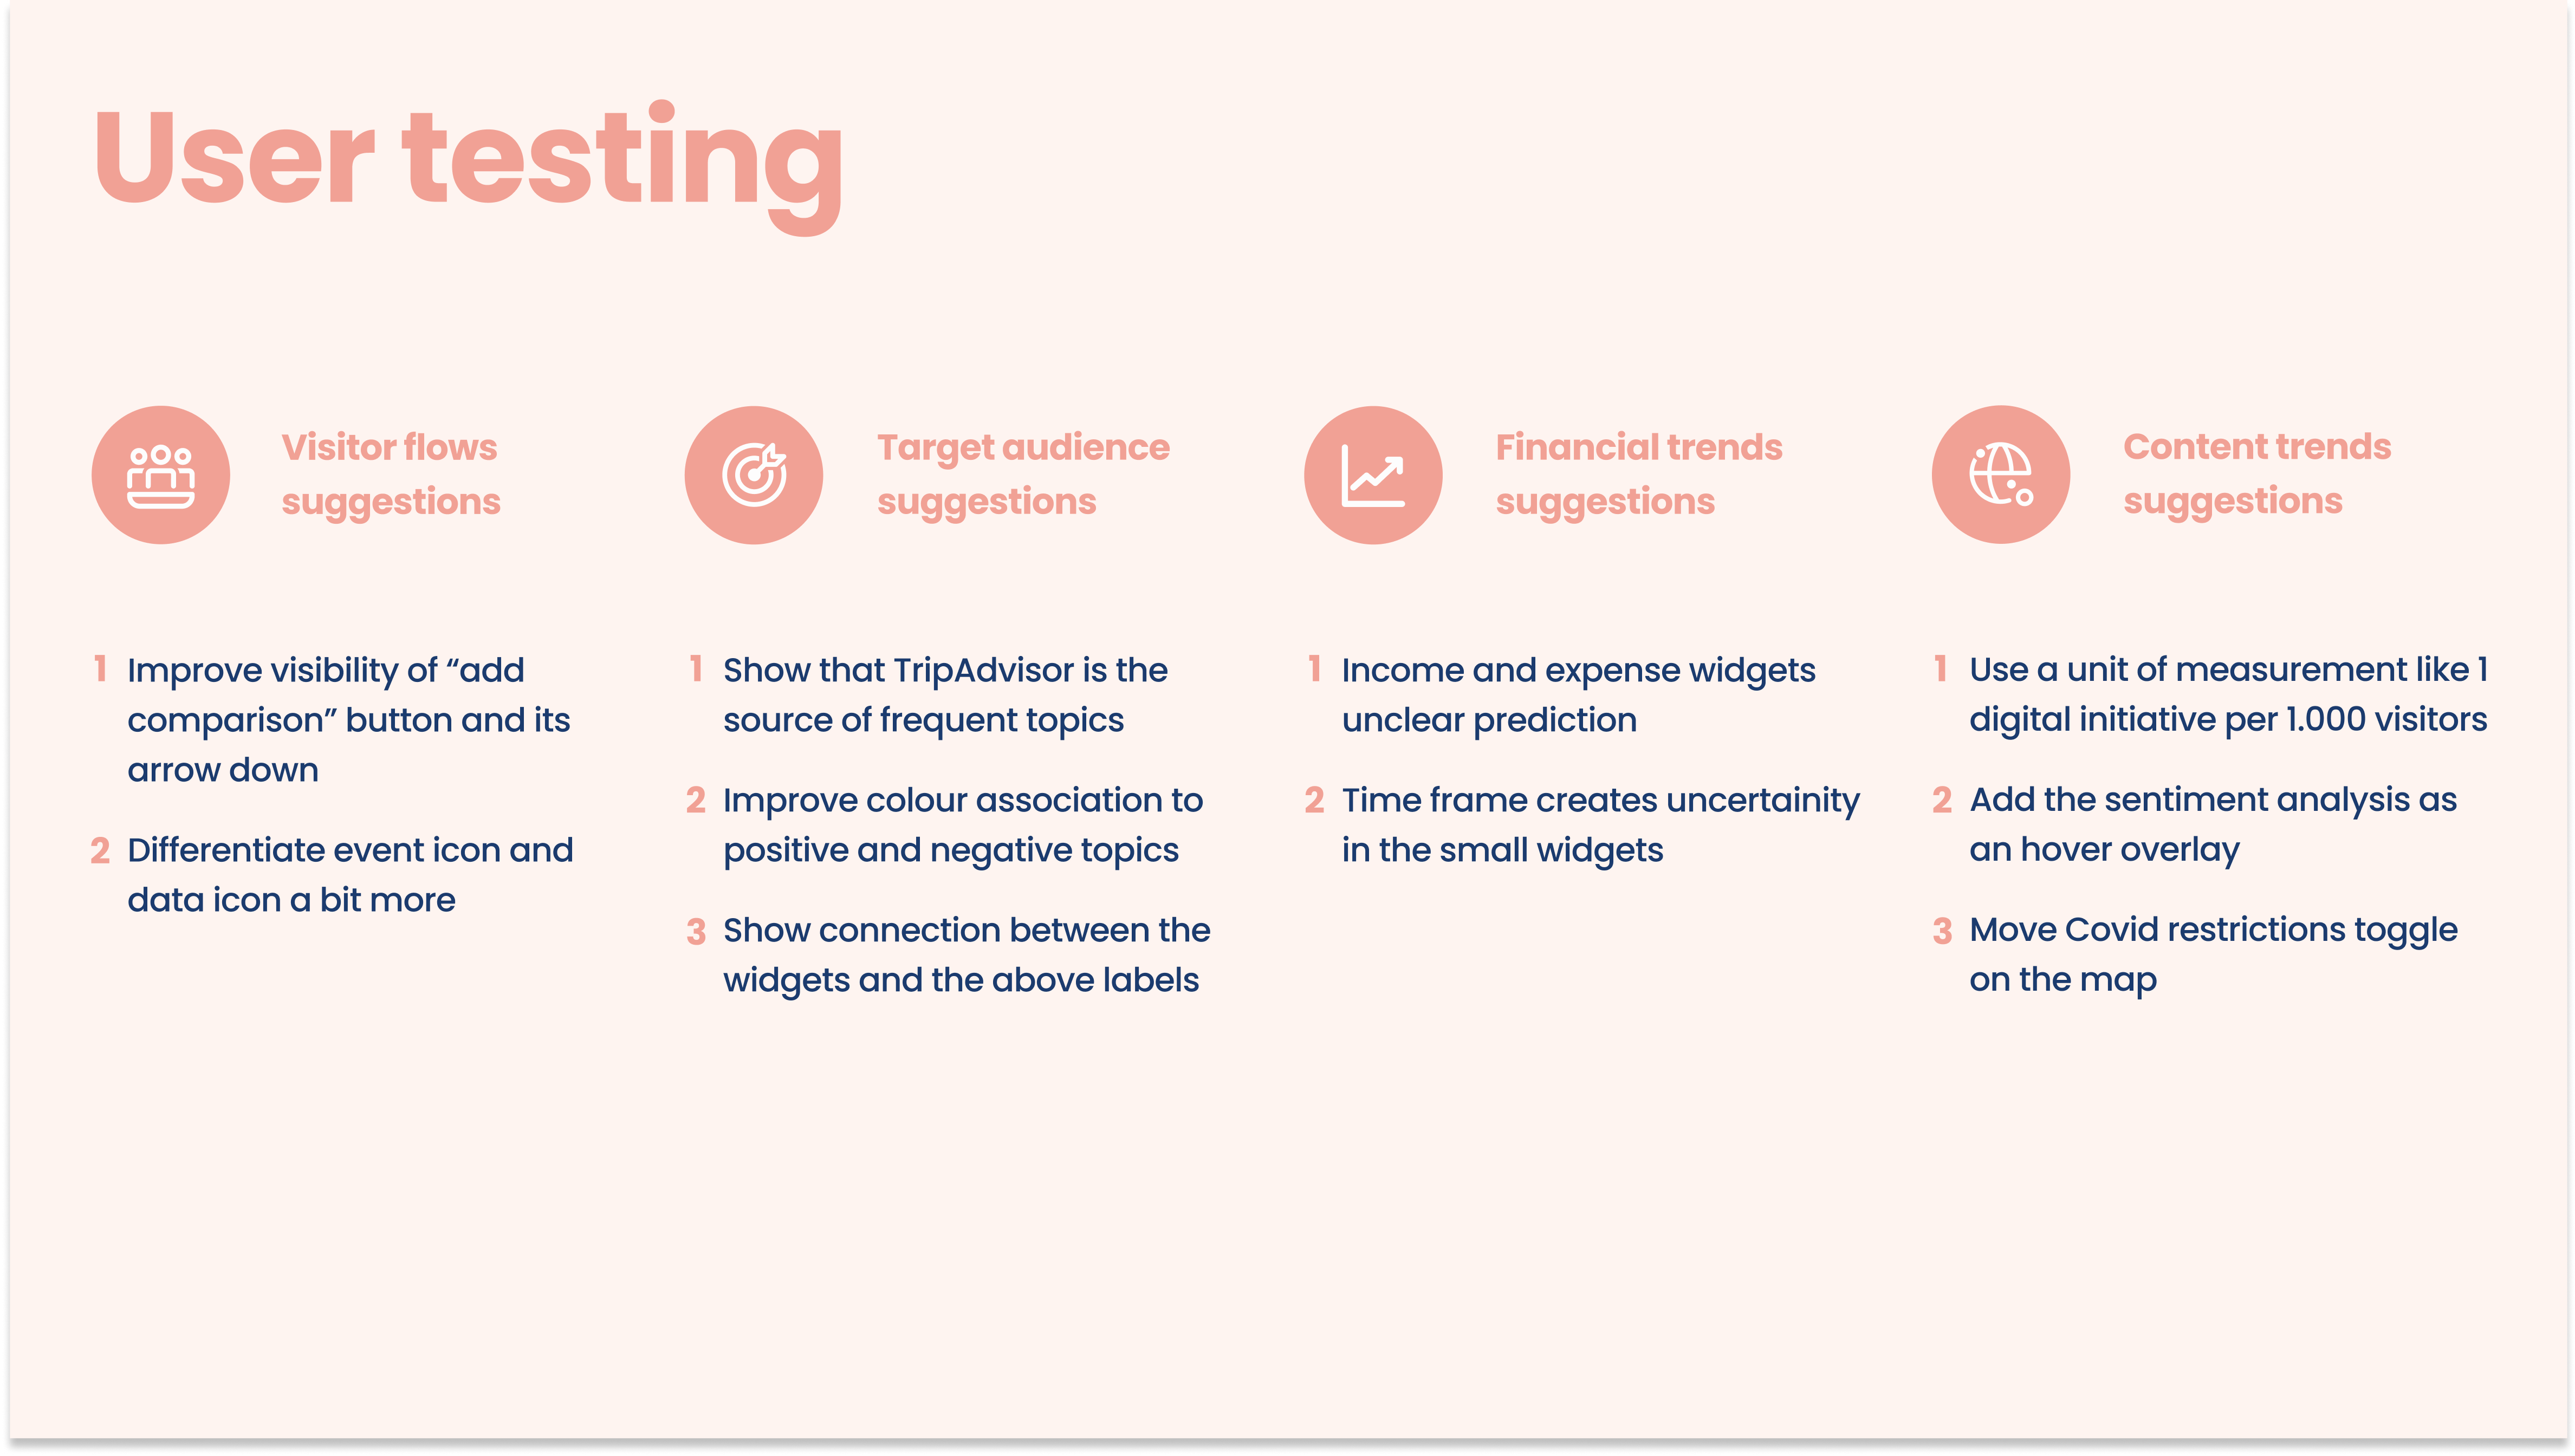 User testing
Visitor flows
suggestions
1 Improve visibility of “add
comparison” button and its
arrow down
2 Differentiate event icon and
data icon a bit more
Target audience
suggestions
1 Show that TripAdvisor is the
source of frequent topics
2 Improve colour association to
positive and negative topics
3 Show connection between the
widgets and the above labels
Financial trends
suggestions
1 Income and expense widgets
unclear prediction
2 Time frame creates uncertainity
in the small widgets
Content trends
suggestions
1 Use a unit of measurement like 1
digital initiative per 1.000 visitors
2 Add the sentiment analysis as
an hover overlay
3 Move Covid restrictions toggle
on the map